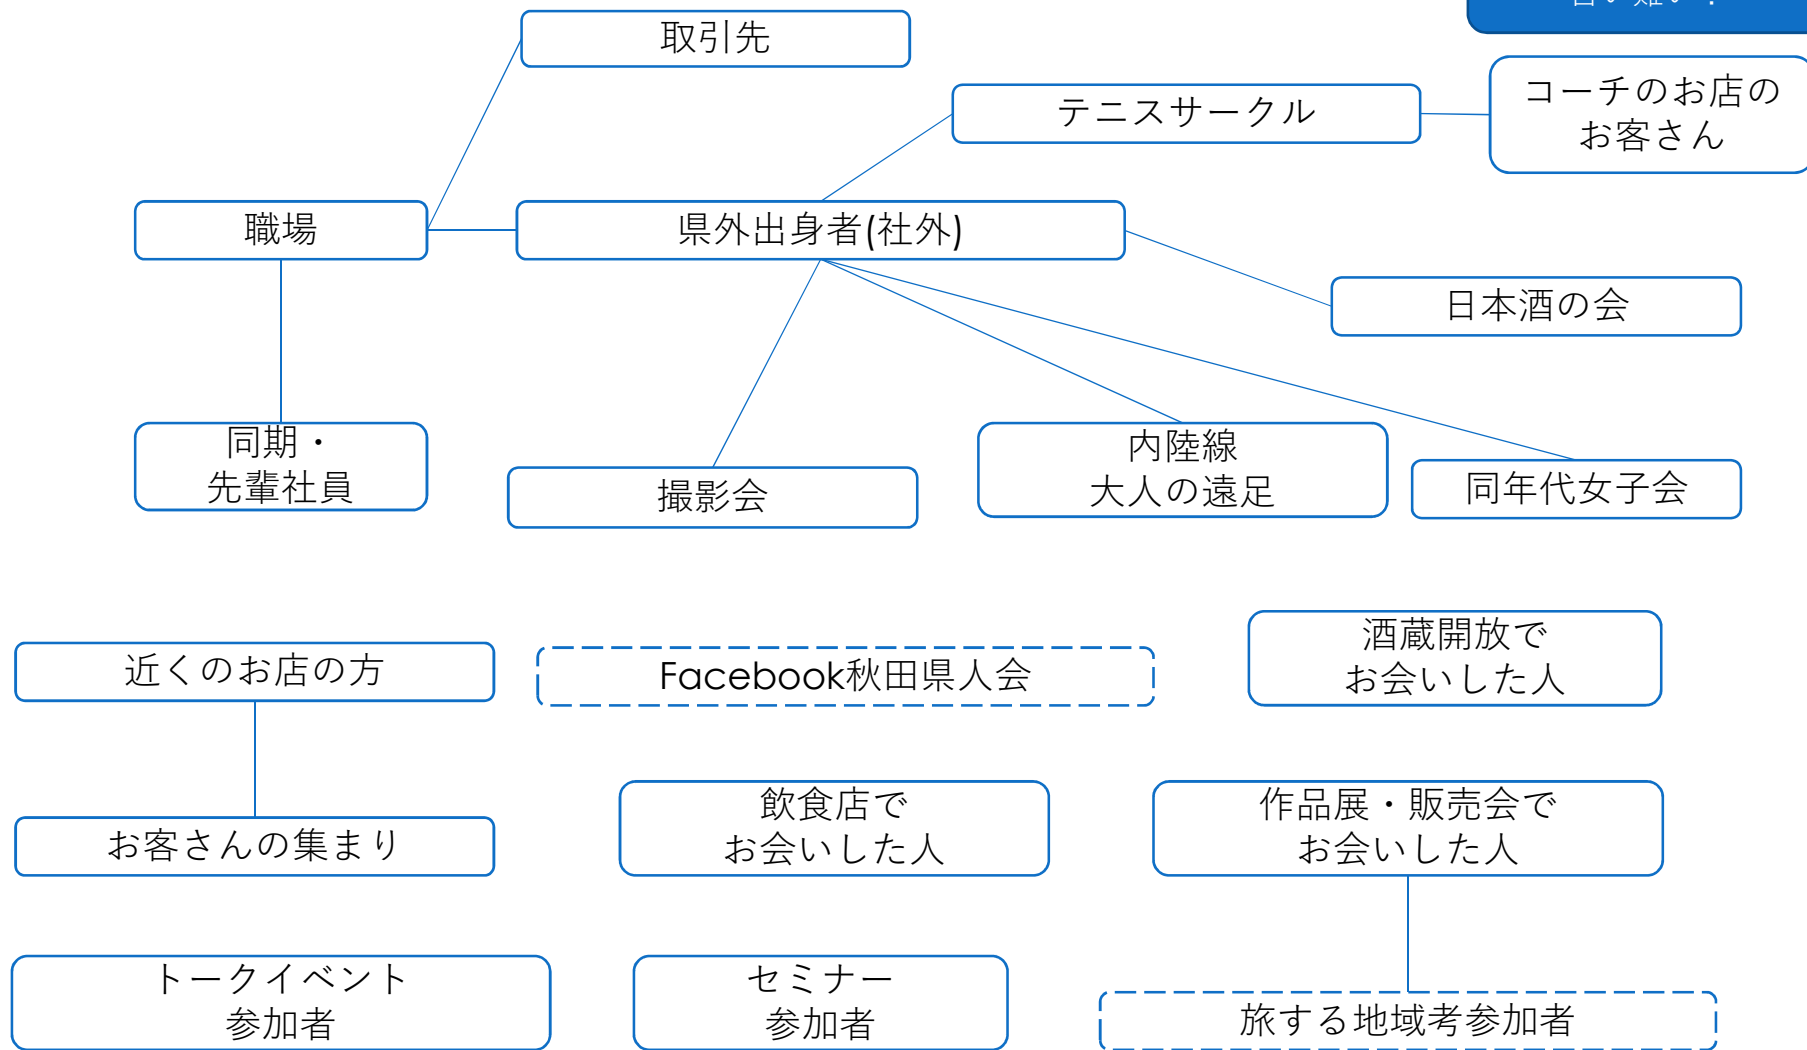 取引先
テニスサークル
コーチのお店の
お客さん
職場
県外出身者(社外)
日本酒の会
同期・
先輩社員
撮影会
内陸線
大人の遠足
同年代女子会
近くのお店の方
Facebook秋田県人会
酒蔵開放で
お会いした人
お客さんの集まり
飲食店で
お会いした人
作品展・販売会で
お会いした人
トークイベント
参加者
セミナー
参加者
旅する地域考参加者